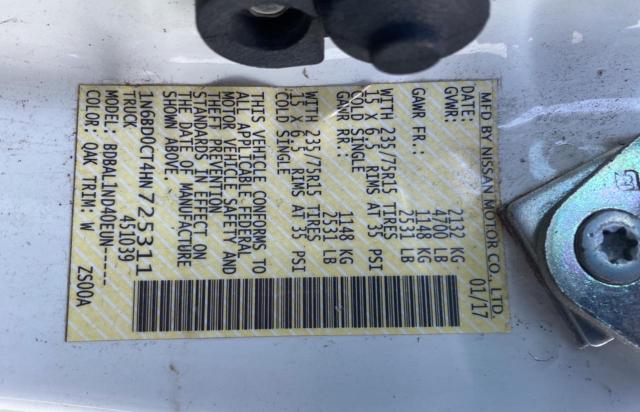 MFD BY NISSAN MOTOR CO., LTD.
DATE: 01/17
GVWR: 2132 KG
4700 LB
GAWR FR.: 1148 KG
2531 LB
WITH 235/75R15 TIRES
15 X 6.5 RIMS AT 35 PSI
COLD SINGLE
GAWR RR.: 1148 KG
2531 LB
WITH 235/75R15 TIRES
15 X 6.5 RIMS AT 35 PSI
COLD SINGLE
THIS VEHICLE CONFORMS TO
ALL APPLICABLE FEDERAL
MOTOR VEHICLE SAFETY AND
THEFT PREVENTION
STANDARDS IN EFFECT ON
THE DATE OF MANUFACTURE
SHOWN ABOVE
1N6BD0CT4HN725311
TRUCK 451039
MODEL: BDBALIND40EUN-----
COLOR: QAK TRIM: W ZS00A